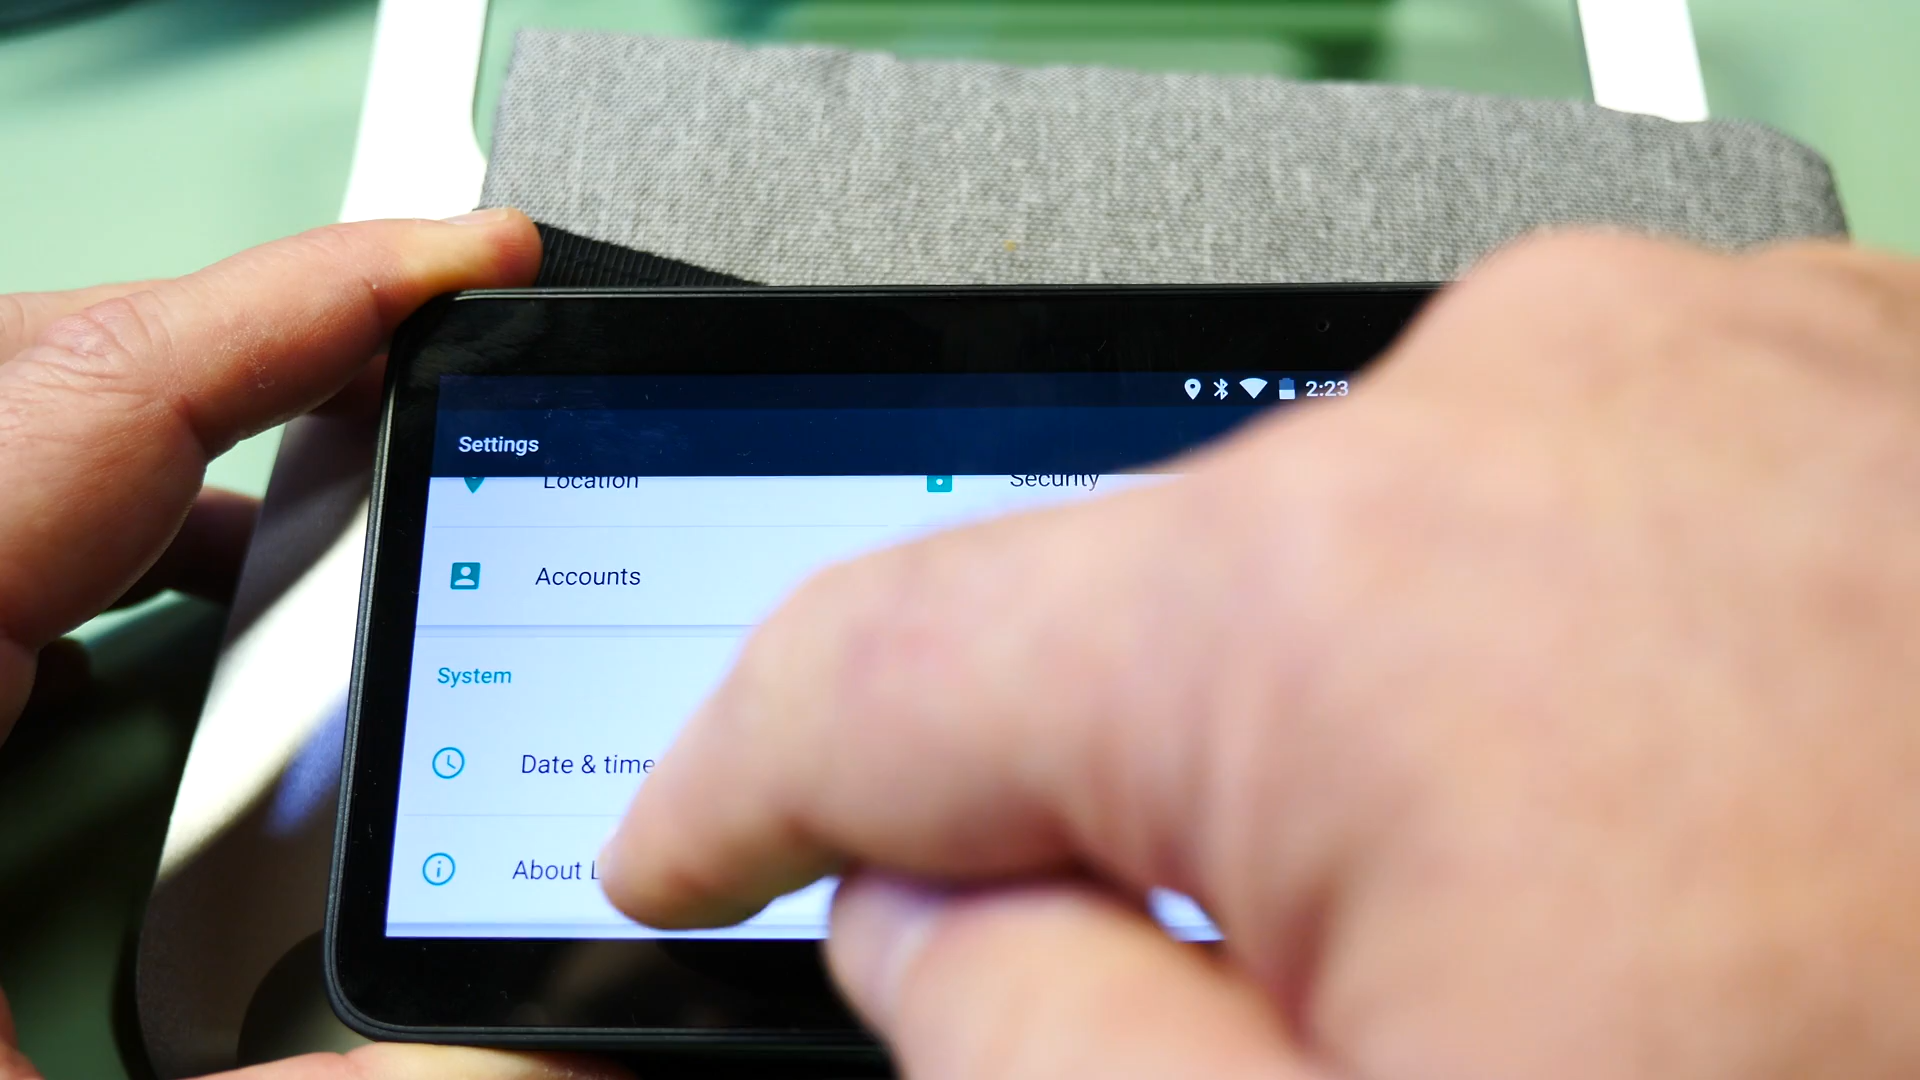 2:23
Settings
Location
Security
Accounts
System
Date & time
About